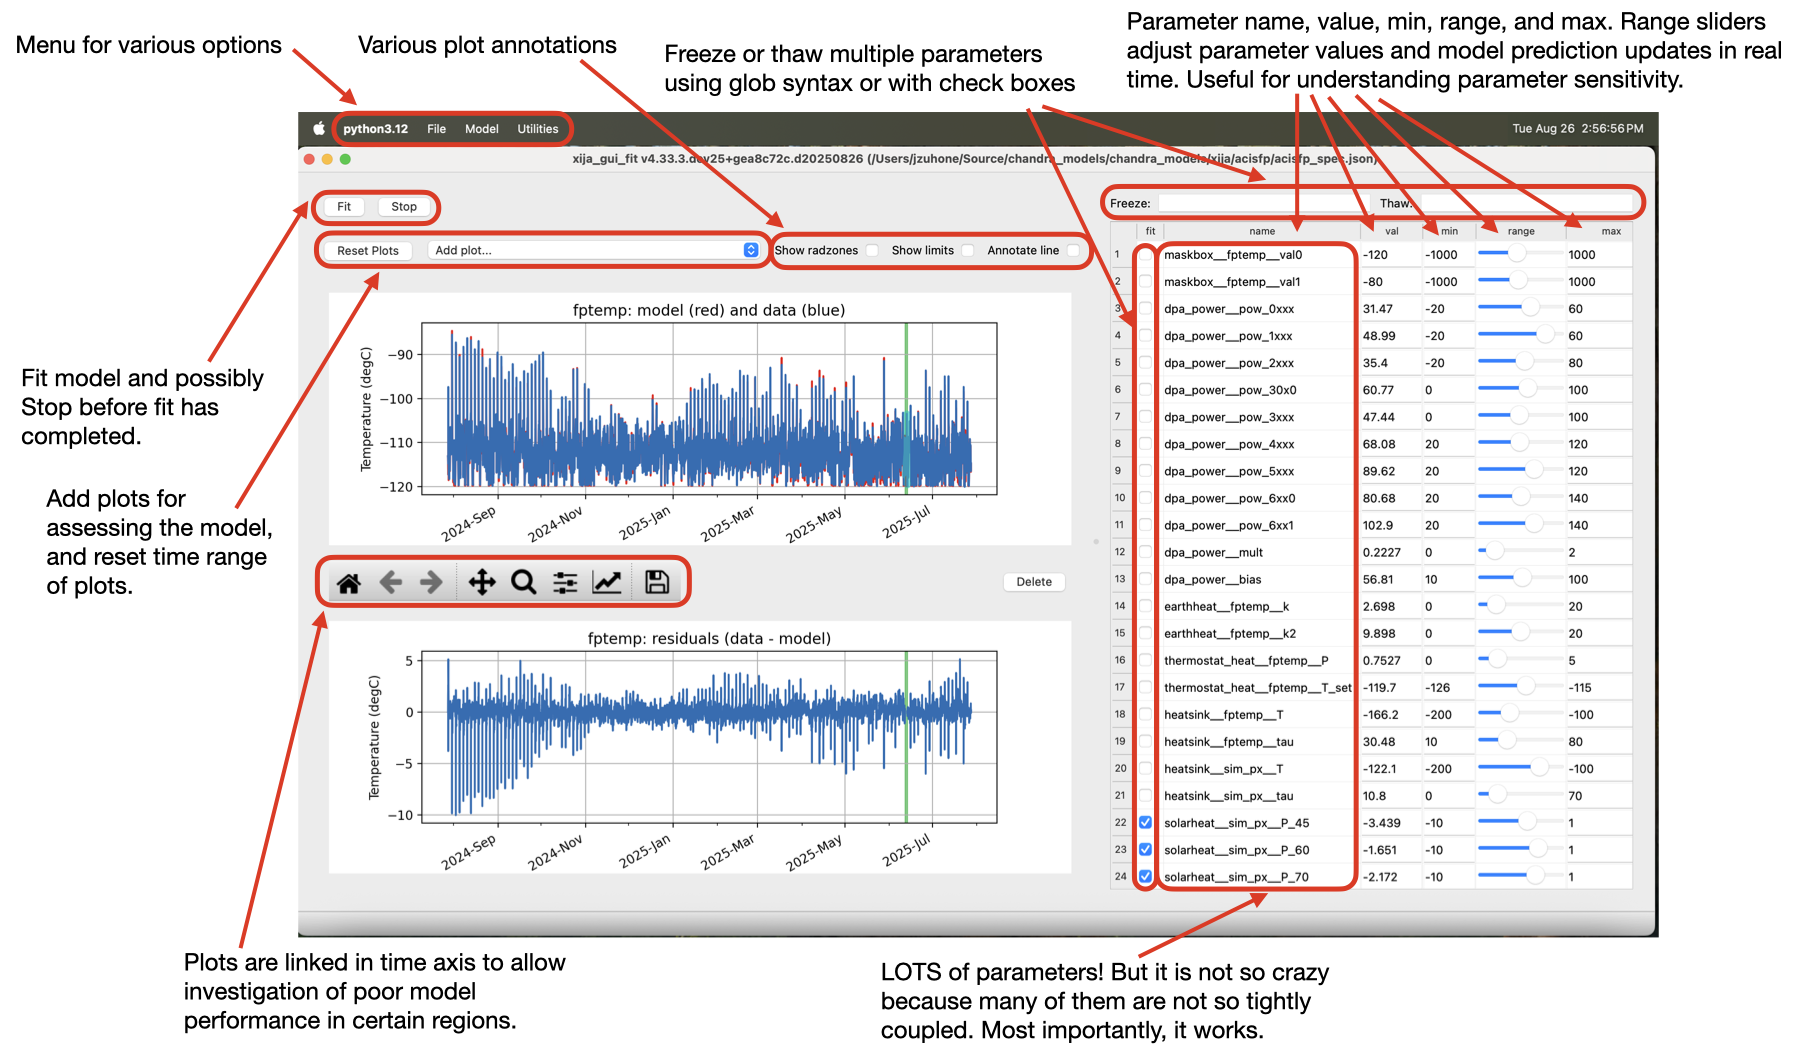 Menu for various options
Various plot annotations
Freeze or thaw multiple parameters
using glob syntax or with check boxes
Parameter name, value, min, range, and max. Range sliders
adjust parameter values and model prediction updates in real
time. Useful for understanding parameter sensitivity.
python3.12 File Model Utilities
Tue Aug 26 2:56:56 PM
xija_gui_fit v4.33.3.dev25+gea8c72c.d20250826 (/Users/jzuhone/Source/chandra_models/chandra_models/xija/acisfp/acisfp_spec.json)
Fit Stop
Reset Plots Add plot... Show radzones Show limits Annotate line
Freeze: Thaw:
fit name val min range max
1 maskbox__fptemp__val0 -120 -1000 1000
2 maskbox__fptemp__val1 -80 -1000 1000
3 dpa_power__pow_0xxx 31.47 -20 60
4 dpa_power__pow_1xxx 48.99 -20 60
5 dpa_power__pow_2xxx 35.4 -20 80
6 dpa_power__pow_30x0 60.77 0 100
7 dpa_power__pow_3xxx 47.44 0 100
8 dpa_power__pow_4xxx 68.08 20 120
9 dpa_power__pow_5xxx 89.62 20 120
10 dpa_power__pow_6xx0 80.68 20 140
11 dpa_power__pow_6xx1 102.9 20 140
12 dpa_power__mult 0.2227 0 2
13 dpa_power__bias 56.81 10 100
14 earthheat__fptemp__k 2.698 0 20
15 earthheat__fptemp__k2 9.898 0 20
16 thermostat_heat__fptemp__P 0.7527 0 5
17 thermostat_heat__fptemp__T_set -119.7 -126 -115
18 heatsink__fptemp__T -166.2 -200 -100
19 heatsink__fptemp__tau 30.48 10 80
20 heatsink__sim_px__T -122.1 -200 -100
21 heatsink__sim_px__tau 10.8 0 70
22 solarheat__sim_px__P_45 -3.439 -10 1
23 solarheat__sim_px__P_60 -1.651 -10 1
24 solarheat__sim_px__P_70 -2.172 -10 1
fptemp: model (red) and data (blue)
Temperature (degC)
−90
−100
−110
−120
2024-Sep 2024-Nov 2025-Jan 2025-Mar 2025-May 2025-Jul
Delete
fptemp: residuals (data - model)
Temperature (degC)
5
0
−5
−10
2024-Sep 2024-Nov 2025-Jan 2025-Mar 2025-May 2025-Jul
Fit model and possibly
Stop before fit has
completed.
Add plots for
assessing the model,
and reset time range
of plots.
Plots are linked in time axis to allow
investigation of poor model
performance in certain regions.
LOTS of parameters! But it is not so crazy
because many of them are not so tightly
coupled. Most importantly, it works.